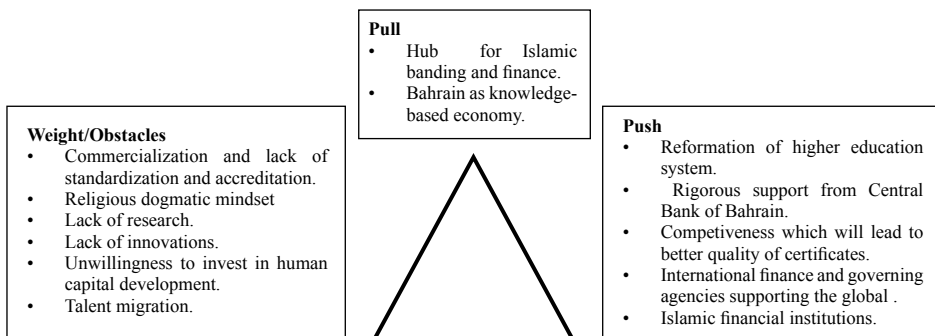 Pull
• Hub for Islamic
banding and finance.
• Bahrain as knowledge-
based economy.
Weight/Obstacles
• Commercialization and lack of
standardization and accreditation.
• Religious dogmatic mindset
• Lack of research.
• Lack of innovations.
• Unwillingness to invest in human
capital development.
• Talent migration.
Push
• Reformation of higher education
system.
• Rigorous support from Central
Bank of Bahrain.
• Competiveness which will lead to
better quality of certificates.
• International finance and governing
agencies supporting the global .
• Islamic financial institutions.